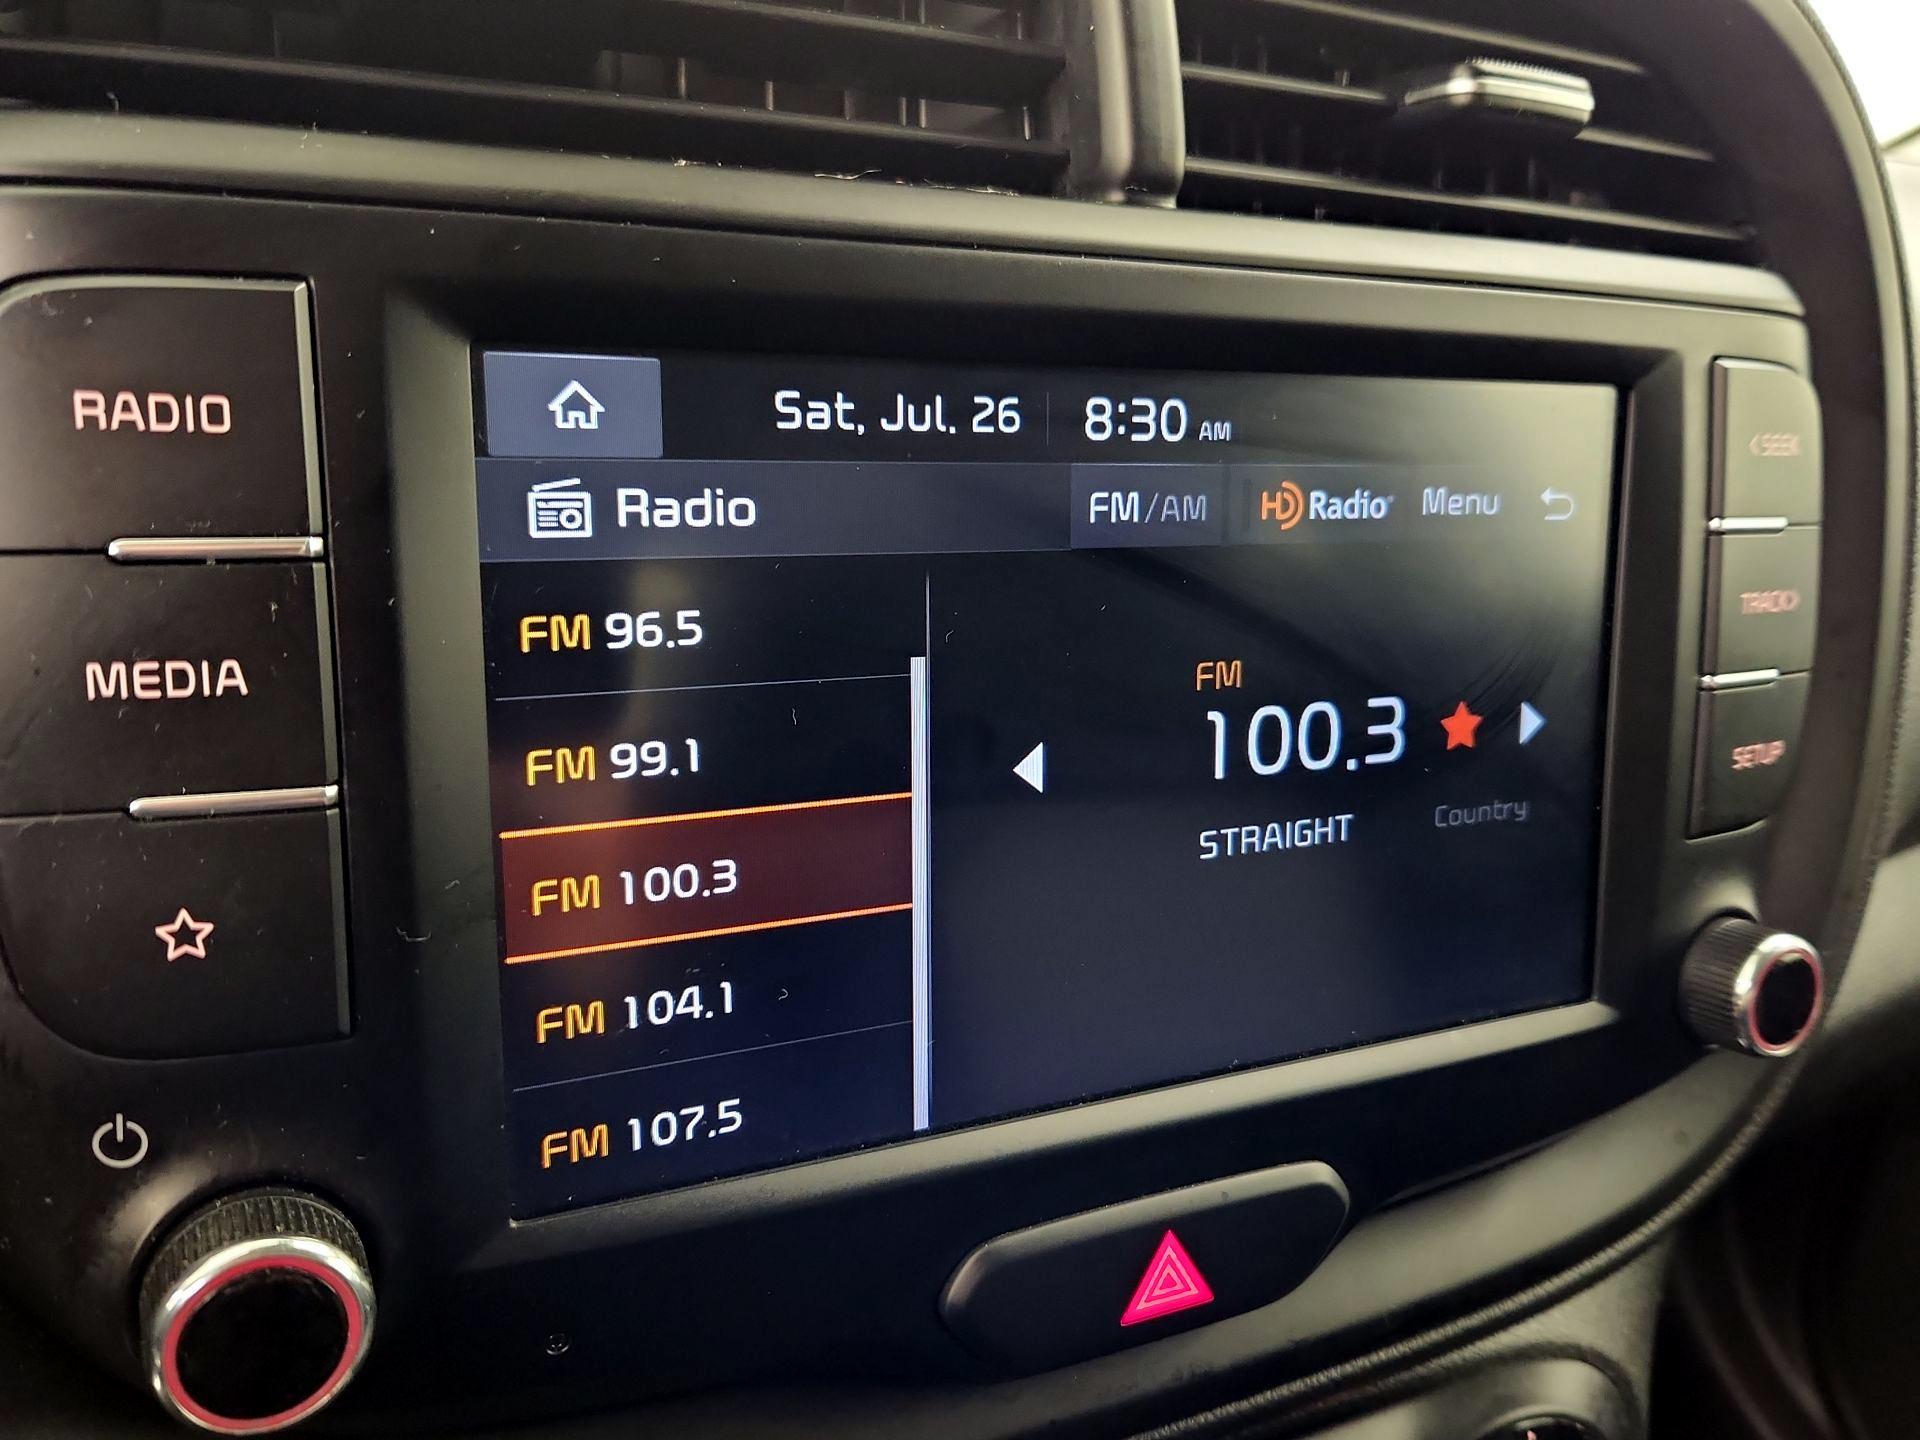 RADIO
MEDIA
Sat, Jul. 26 8:30 AM
Radio FM/AM HD Radio Menu
FM 96.5
FM 99.1
FM 100.3
FM 104.1
FM 107.5
FM
100.3
STRAIGHT Country
<SEEK
TRACK>
SETUP